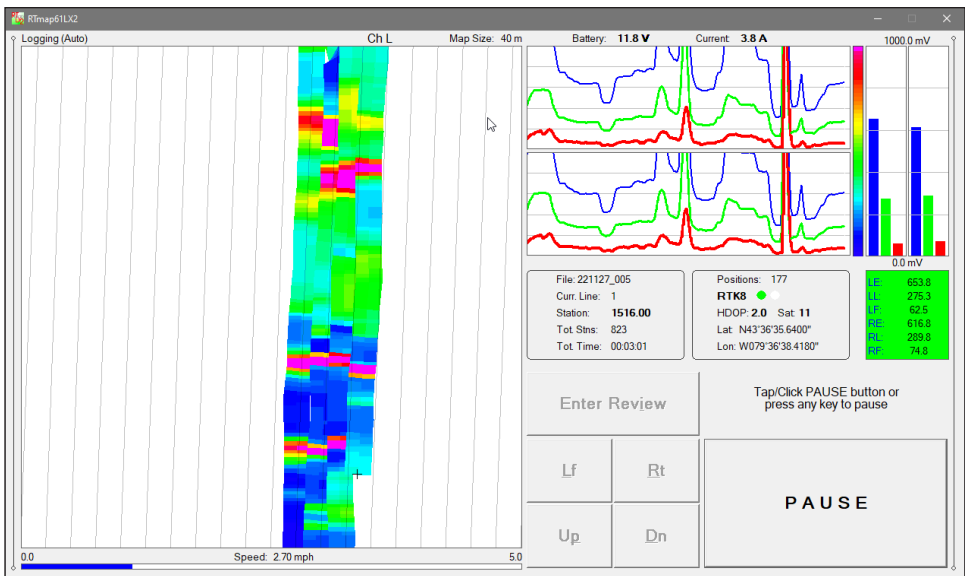 RTmap61LX2
Logging (Auto) Ch L Map Size: 40 m
Battery: 11.8 V Current: 3.8 A
1000.0 mV
0.0 mV
File: 221127_005
Curr. Line: 1
Station: 1516.00
Tot. Stns: 823
Tot. Time: 00:03:01
Positions: 177
RTK8
HDOP: 2.0 Sat: 11
Lat: N43°36'35.6400"
Lon: W079°36'38.4180"
LE: 653.8
LL: 275.3
LF: 62.5
RE: 616.8
RL: 289.8
RF: 74.8
Enter Review
Tap/Click PAUSE button or
press any key to pause
Lf Rt
Up Dn
PAUSE
0.0 Speed: 2.70 mph 5.0